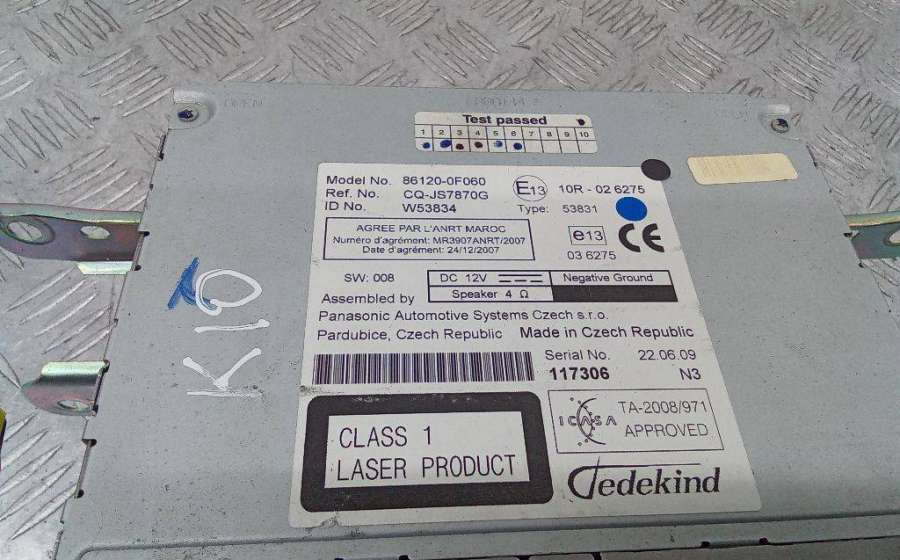 Test passed
1 2 3 4 5 6 7 8 9 10
Model No. 86120-0F060
Ref. No. CQ-JS7870G
ID No. W53834
E13 10R - 02 6275
Type: 53831
AGREE PAR L'ANRT MAROC
Numéro d'agrément: MR3907ANRT/2007
Date d'agrément: 24/12/2007
e13 CE
03 6275
SW: 008
DC 12V Negative Ground
Speaker 4 Ω
Assembled by
Panasonic Automotive Systems Czech s.r.o.
Pardubice, Czech Republic Made in Czech Republic
Serial No. 22.06.09
117306 N3
CLASS 1
LASER PRODUCT
ICASA TA-2008/971
APPROVED
Tedekind
K10